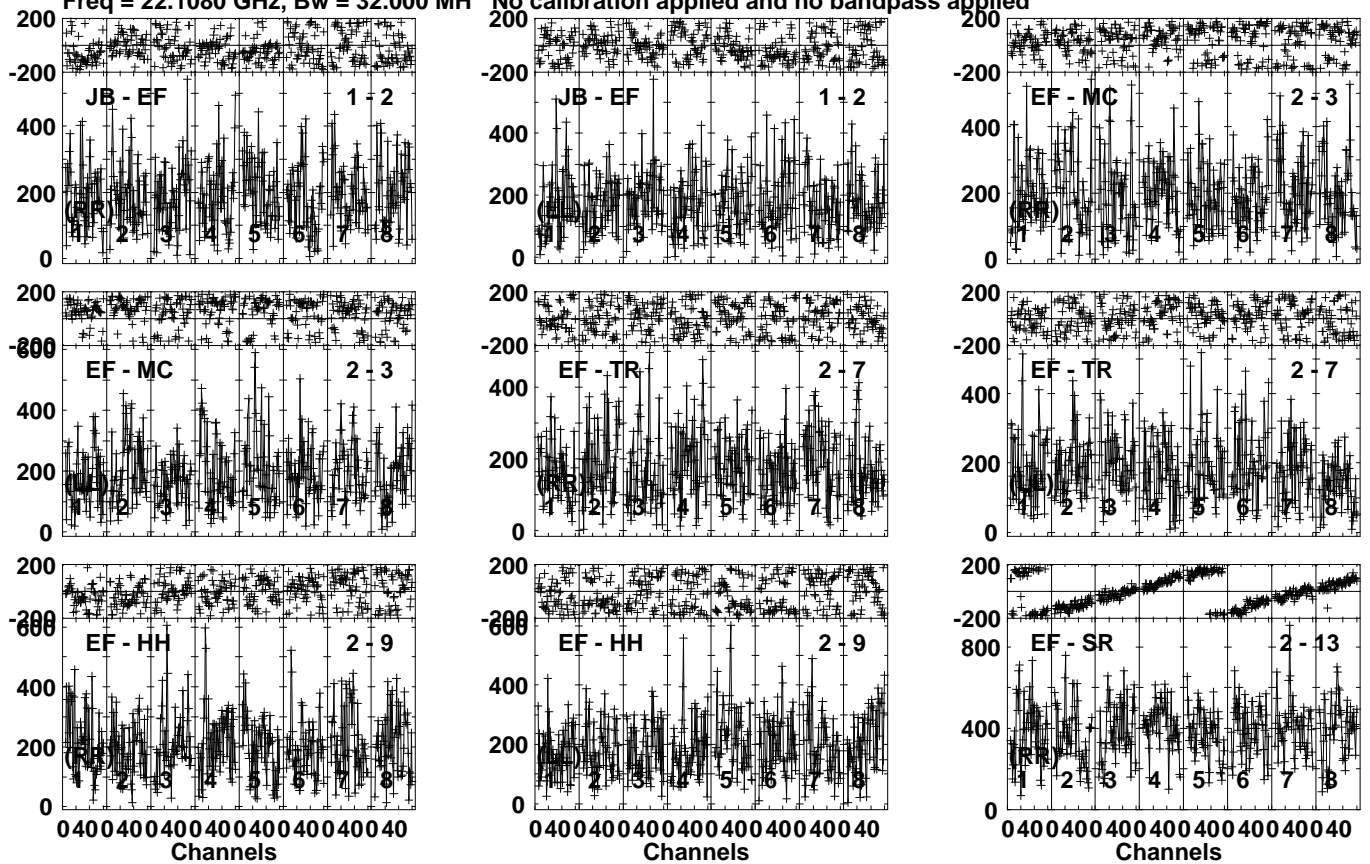 Freq = 22.1080 GHz, Bw = 32.000 MH No calibration applied and no bandpass applied
200 200 200
-200 -200 -200
JB - EF 1 - 2 JB - EF 1 - 2 EF - MC 2 - 3
400 400 400
200 200 200
(RR) (LL) (RR)
1 2 3 4 5 6 7 8 1 2 3 4 5 6 7 8 1 2 3 4 5 6 7 8
0 0 0
200 200 200
-200 -200 -200
600
EF - MC 2 - 3 EF - TR 2 - 7 EF - TR 2 - 7
400 400 400
200 200 200
(LL) (RR) (LL)
1 2 3 4 5 6 7 8 1 2 3 4 5 6 7 8 1 2 3 4 5 6 7 8
0 0 0
200 200 200
-200 -200 -200
600 600
EF - HH 2 - 9 EF - HH 2 - 9 EF - SR 2 - 13
800
400 400 400
200 200
(RR) (LL) (RR)
1 2 3 4 5 6 7 8 1 2 3 4 5 6 7 8 1 2 3 4 5 6 7 8
0 0 0
0 40 0 40 0 40 0 40 0 40 0 40 0 40 0 40 0 40 0 40 0 40 0 40 0 40 0 40 0 40 0 40 0 40 0 40 0 40 0 40 0 40 0 40 0 40 0 40
Channels Channels Channels